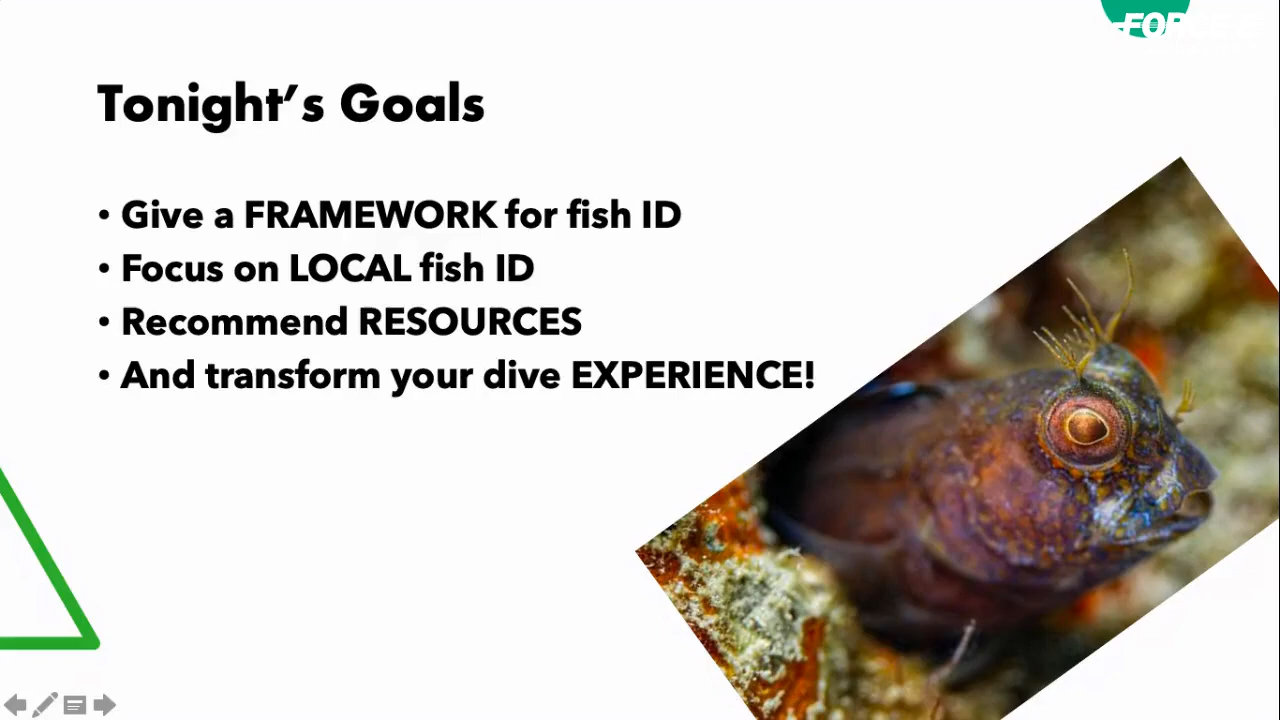 Tonight’s Goals
• Give a FRAMEWORK for fish ID
• Focus on LOCAL fish ID
• Recommend RESOURCES
• And transform your dive EXPERIENCE!